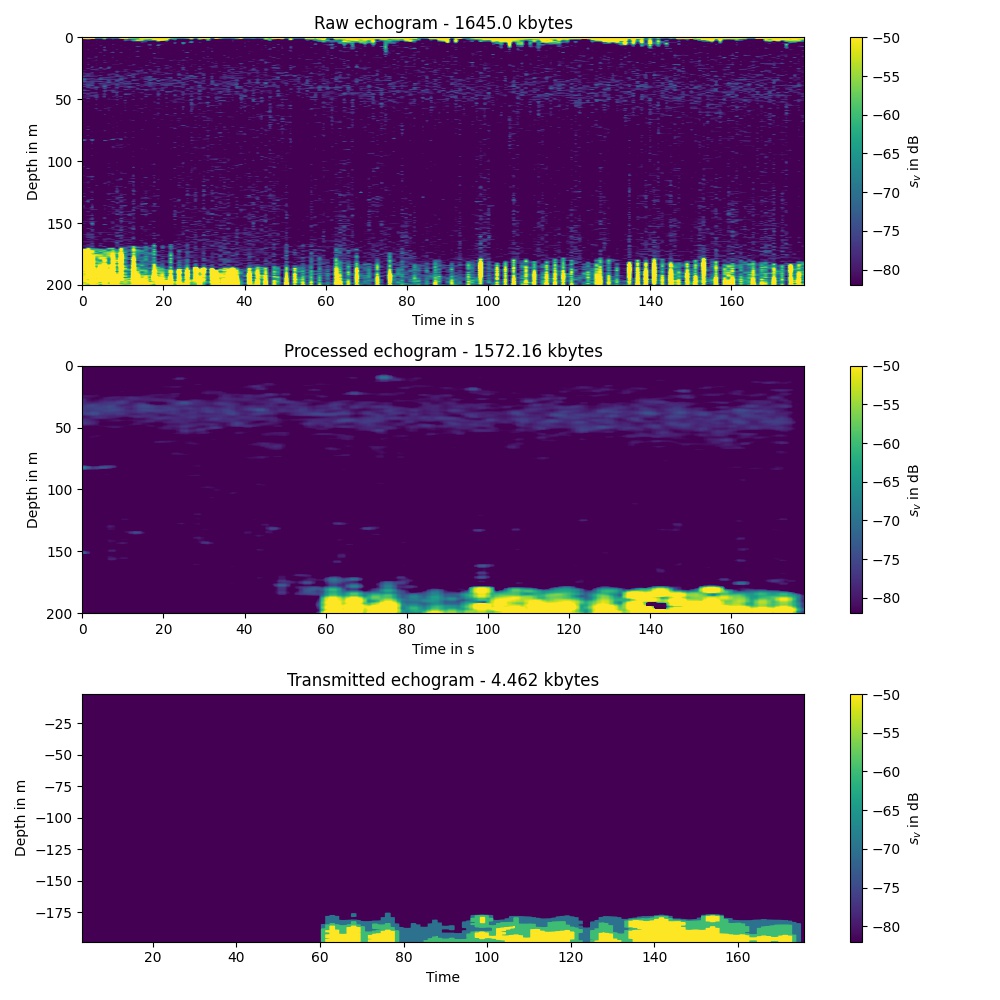 Raw echogram - 1645.0 kbytes
0
50
100
150
200
Depth in m
0 20 40 60 80 100 120 140 160
Time in s
−50
−55
−60
−65
−70
−75
−80
sv in dB
Processed echogram - 1572.16 kbytes
0
50
100
150
200
Depth in m
0 20 40 60 80 100 120 140 160
Time in s
−50
−55
−60
−65
−70
−75
−80
sv in dB
Transmitted echogram - 4.462 kbytes
−25
−50
−75
−100
−125
−150
−175
Depth in m
20 40 60 80 100 120 140 160
Time
−50
−55
−60
−65
−70
−75
−80
sv in dB